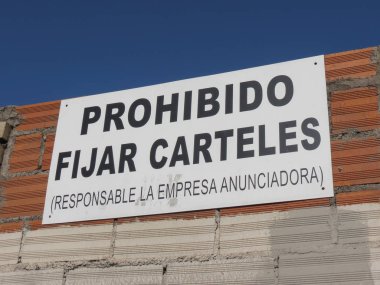 PROHIBIDO
FIJAR CARTELES
(RESPONSABLE LA EMPRESA ANUNCIADORA)